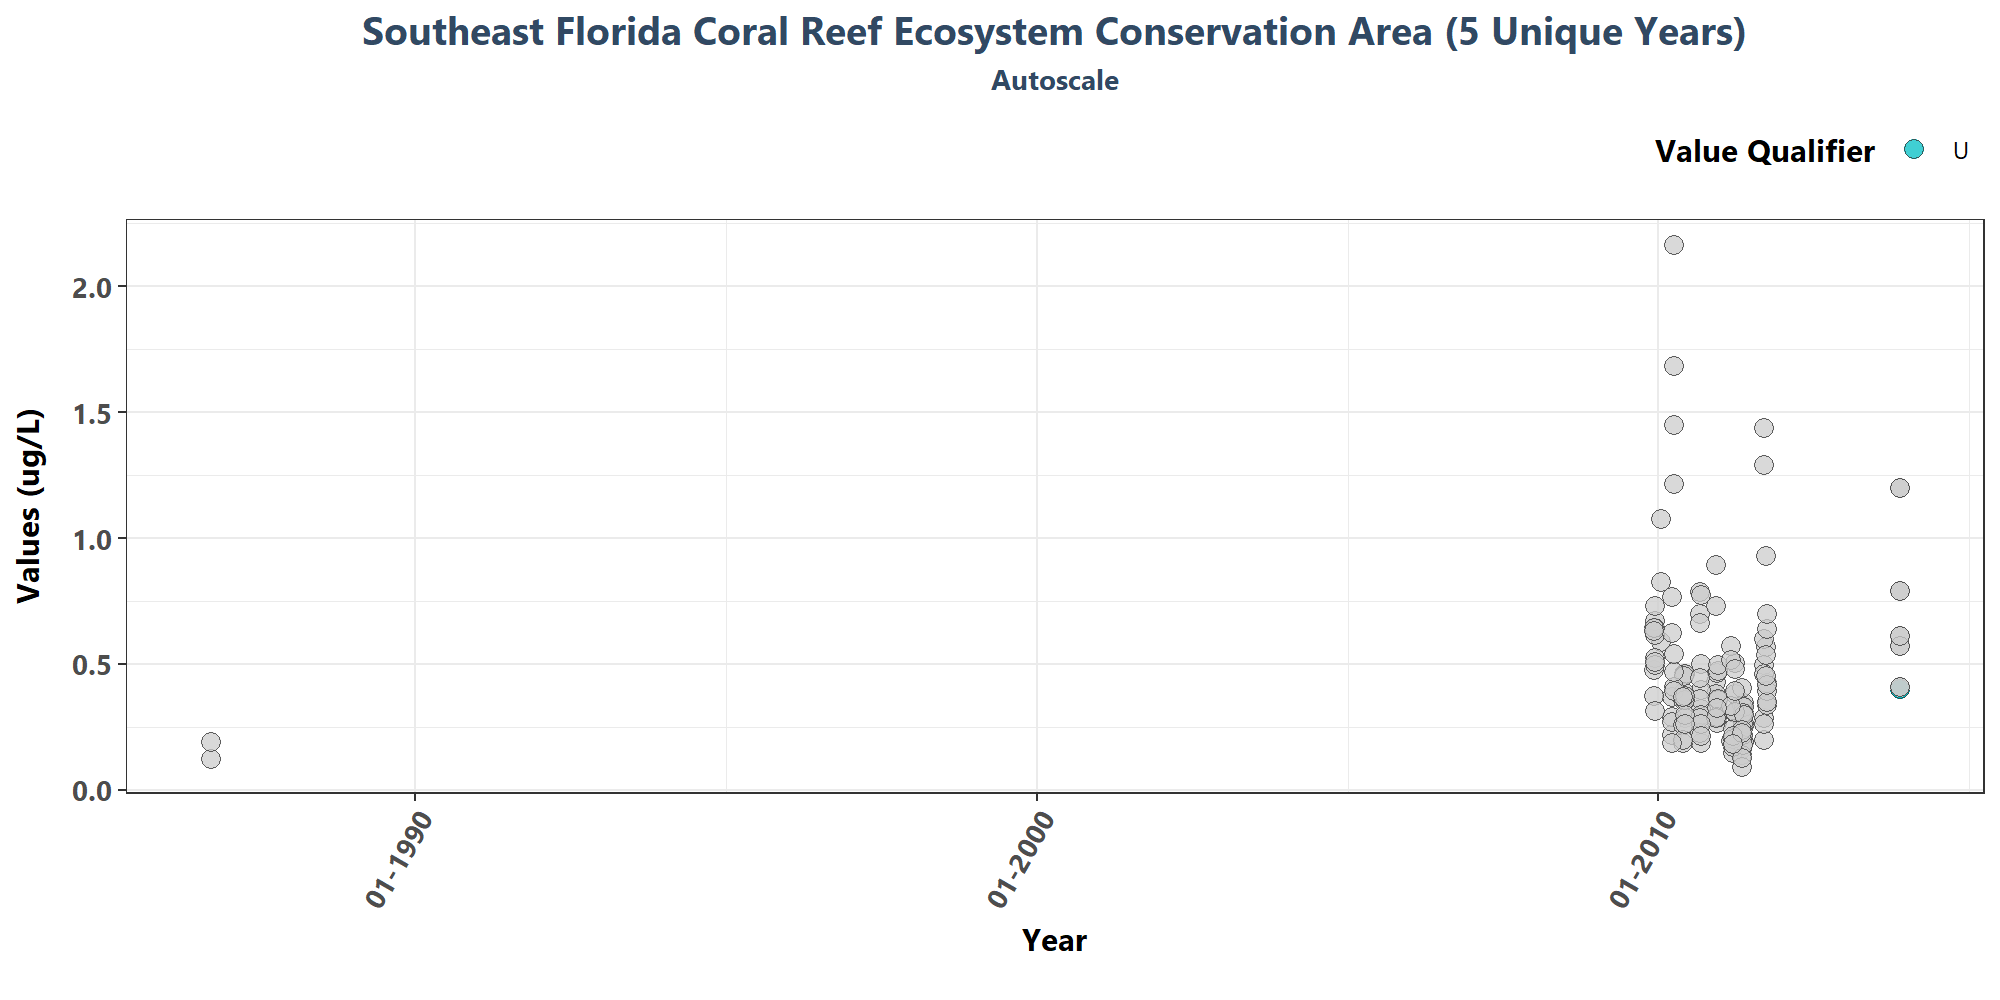 Southeast Florida Coral Reef Ecosystem Conservation Area (5 Unique Years)
Autoscale
Value Qualifier U
Values (ug/L)
2.0
1.5
1.0
0.5
0.0
01-1990
01-2000
01-2010
Year